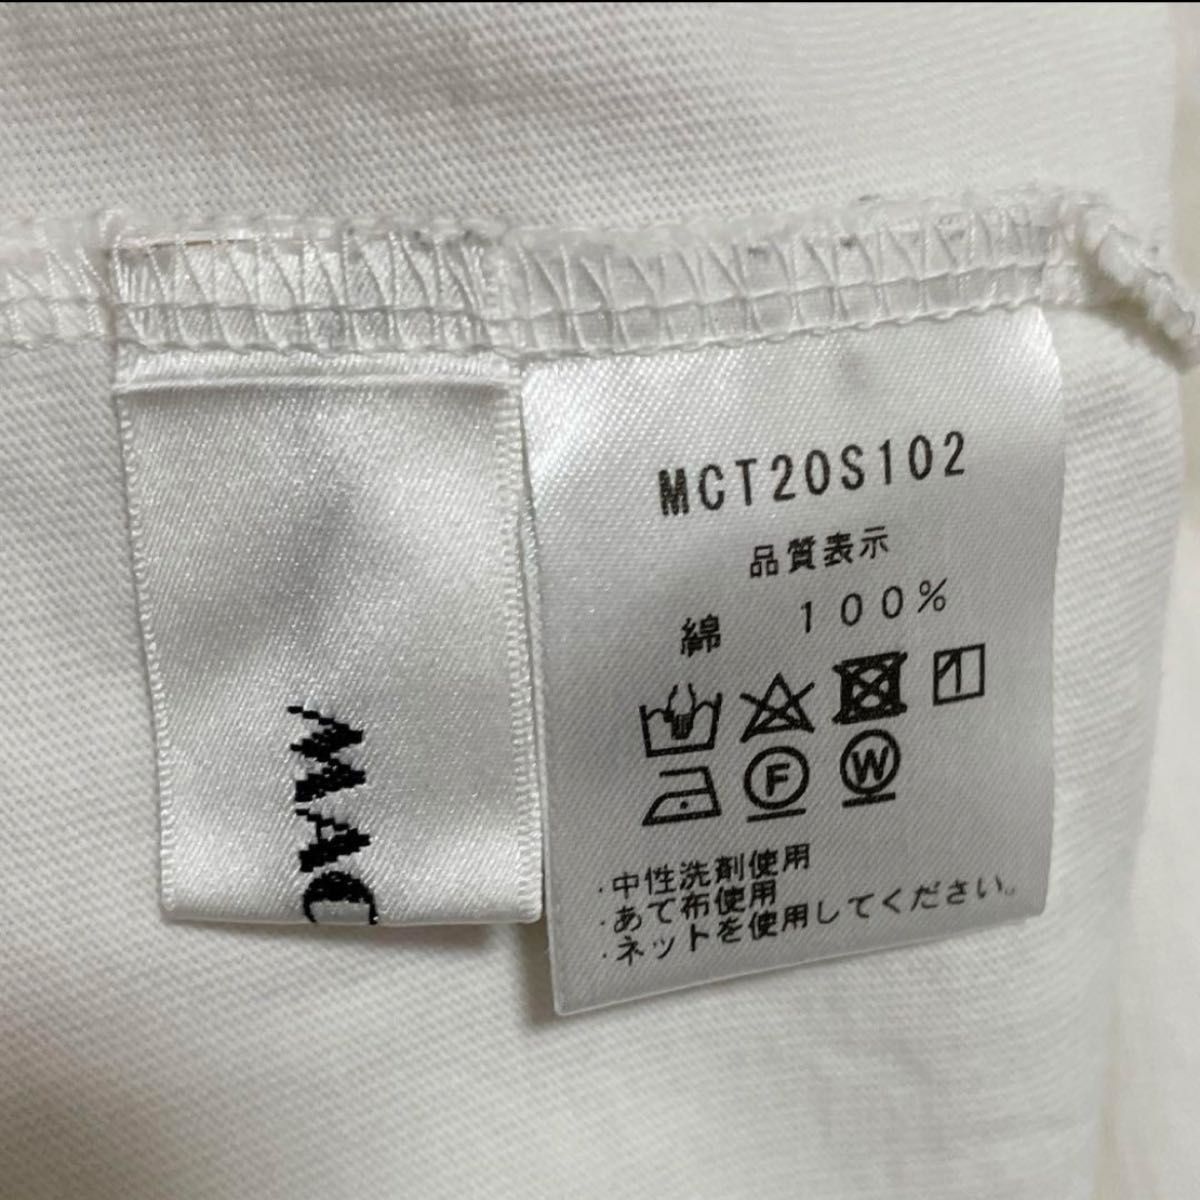 MAC
MCT20S102
品質表示
綿 100%
F W
・中性洗剤使用
・あて布使用
・ネットを使用してください。